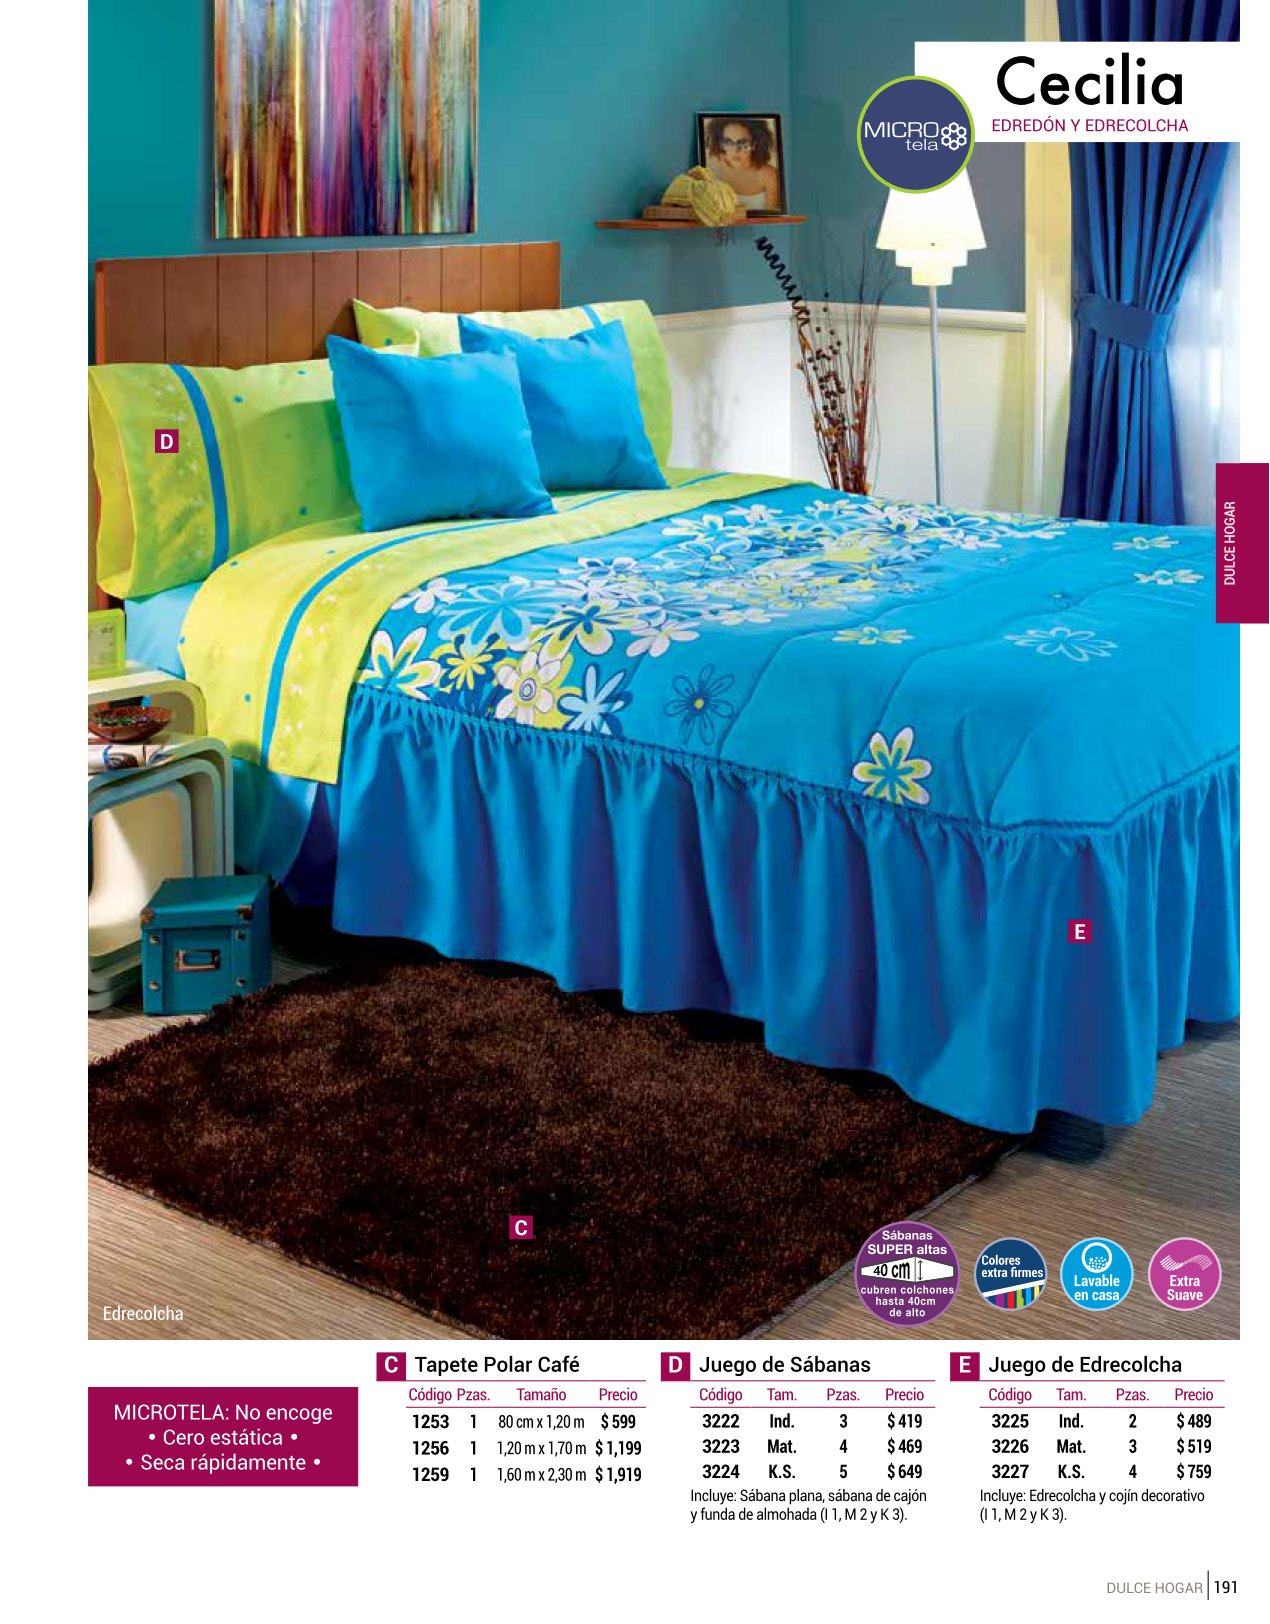 Cecilia
EDREDÓN Y EDRECOLCHA
MICRO
tela
D
DULCE HOGAR
E
C
Sábanas
SUPER altas
40 cm
cubren colchones
hasta 40cm
de alto
Colores
extra firmes
Lavable
en casa
Extra
Suave
Edrecolcha
MICROTELA: No encoge
• Cero estática •
• Seca rápidamente •
C Tapete Polar Café
Código Pzas. Tamaño Precio
1253 1 80 cm x 1,20 m $ 599
1256 1 1,20 m x 1,70 m $ 1,199
1259 1 1,60 m x 2,30 m $ 1,919
D Juego de Sábanas
Código Tam. Pzas. Precio
3222 Ind. 3 $ 419
3223 Mat. 4 $ 469
3224 K.S. 5 $ 649
Incluye: Sábana plana, sábana de cajón
y funda de almohada (I 1, M 2 y K 3).
E Juego de Edrecolcha
Código Tam. Pzas. Precio
3225 Ind. 2 $ 489
3226 Mat. 3 $ 519
3227 K.S. 4 $ 759
Incluye: Edrecolcha y cojín decorativo
(I 1, M 2 y K 3).
DULCE HOGAR 191